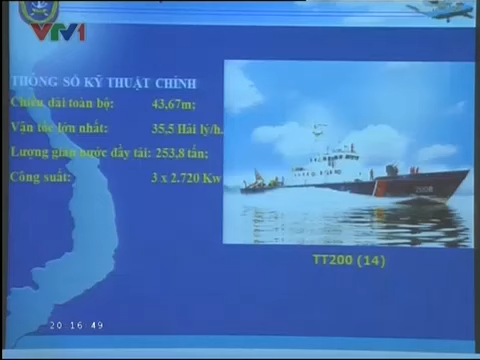 VTV1
THÔNG SỐ KỸ THUẬT CHÍNH
Chiều dài toàn bộ: 43,67m;
Vận tốc lớn nhất: 35,5 Hải lý/h.
Lượng giãn nước đầy tải: 253,8 tấn;
Công suất: 3 x 2.720 Kw
TT200 (14)
20:16:49